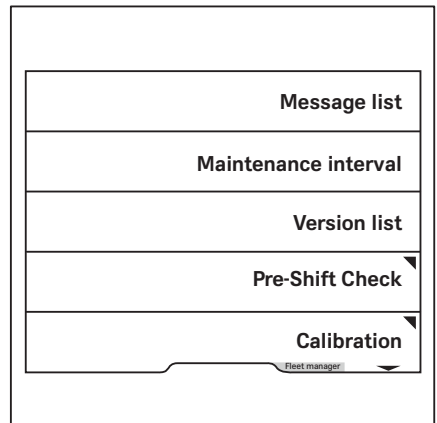 Message list
Maintenance interval
Version list
Pre-Shift Check
Calibration
Fleet manager